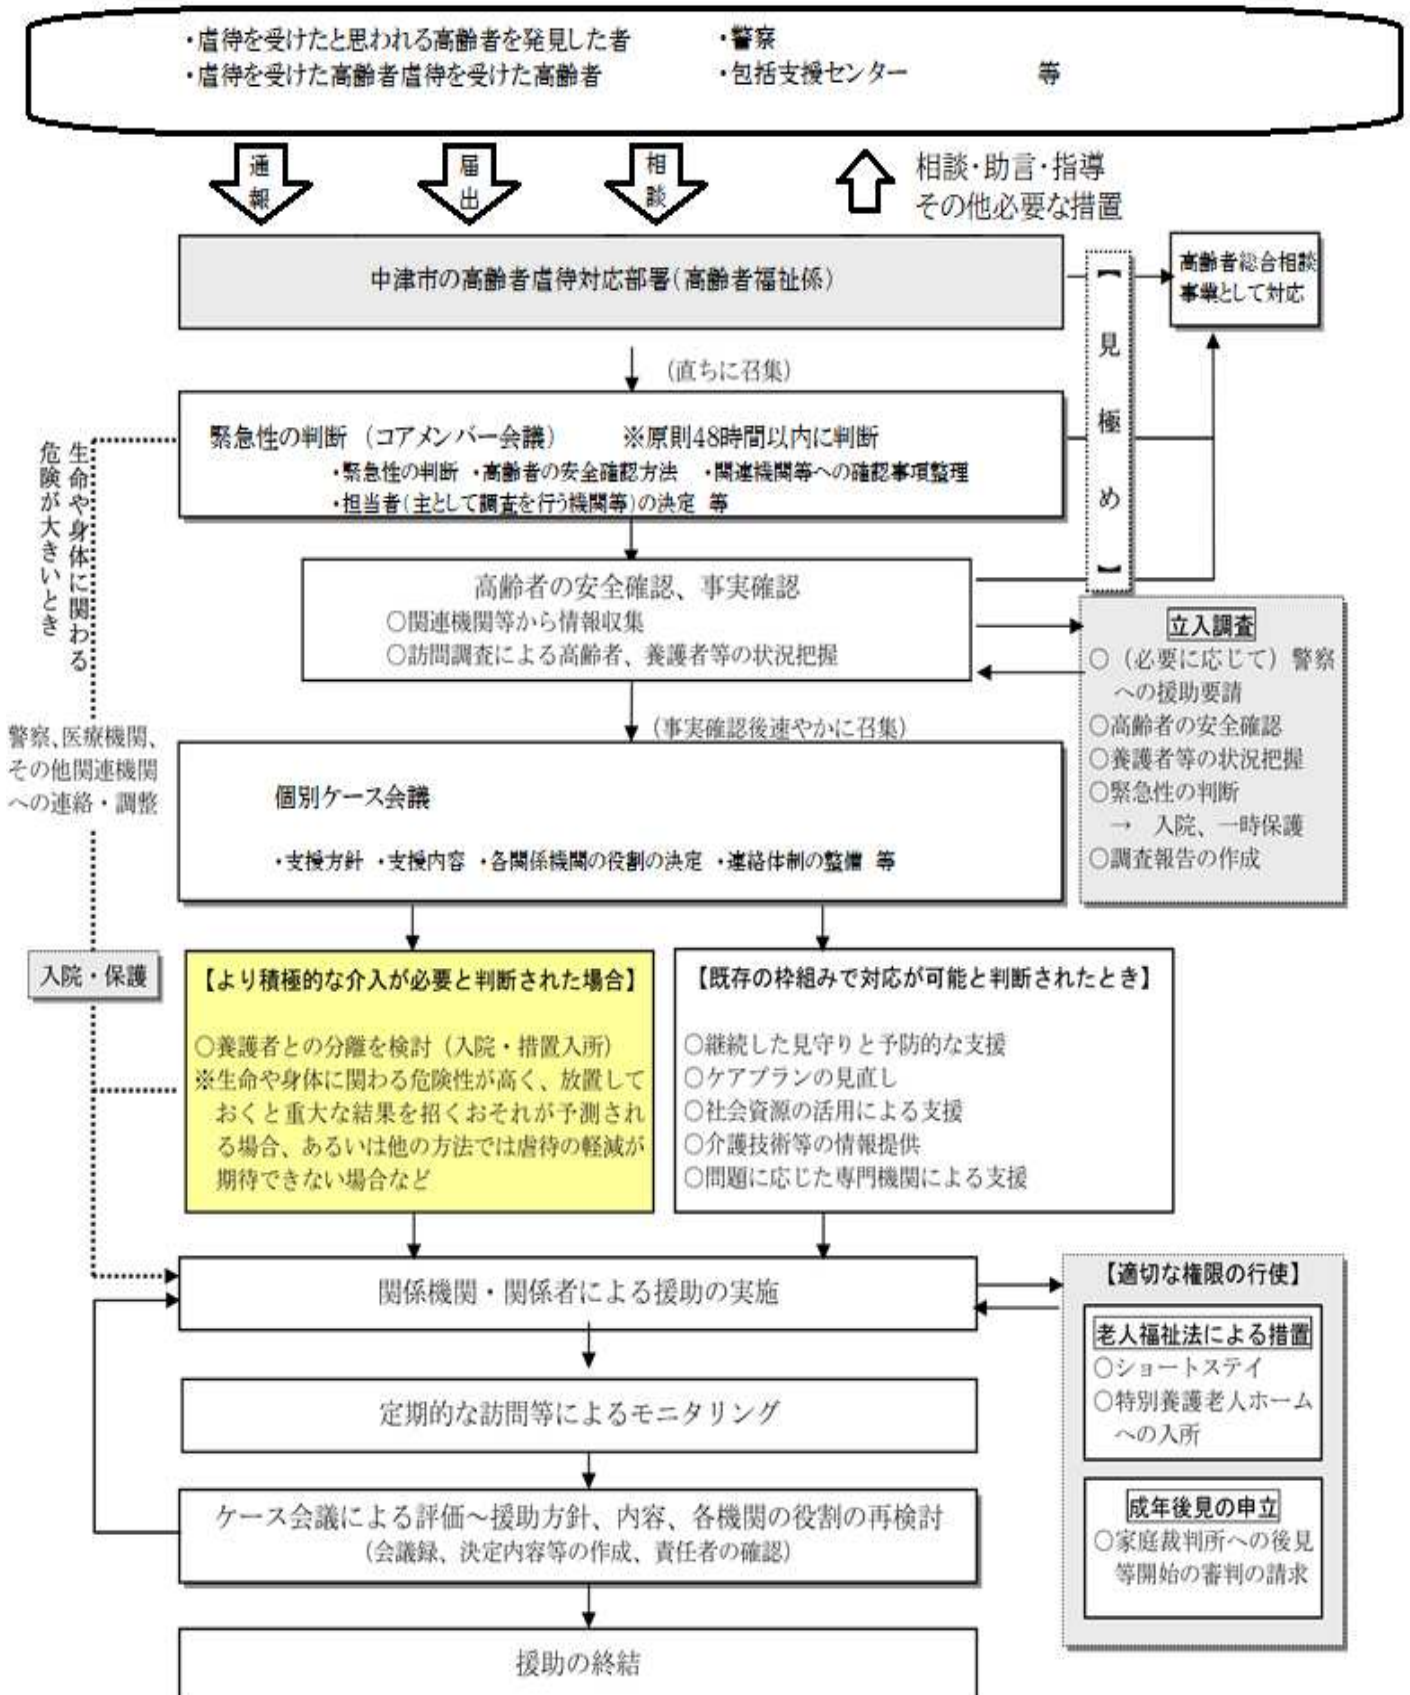 ・虐待を受けたと思われる高齢者を発見した者
・警察
・虐待を受けた高齢者虐待を受けた高齢者
・包括支援センター 等
通報
届出
相談
相談・助言・指導
その他必要な措置
中津市の高齢者虐待対応部署(高齢者福祉係)
【見極め】
高齢者総合相談
事業として対応
(直ちに召集)
緊急性の判断 (コアメンバー会議) ※原則48時間以内に判断
・緊急性の判断 ・高齢者の安全確認方法 ・関連機関等への確認事項整理
・担当者(主として調査を行う機関等)の決定 等
生命や身体に関わる
危険が大きいとき
高齢者の安全確認、事実確認
○関連機関等から情報収集
○訪問調査による高齢者、養護者等の状況把握
立入調査
○(必要に応じて)警察
への援助要請
○高齢者の安全確認
○養護者等の状況把握
○緊急性の判断
→ 入院、一時保護
○調査報告の作成
(事実確認後速やかに召集)
警察、医療機関、
その他関連機関
への連絡・調整
個別ケース会議
・支援方針 ・支援内容 ・各関係機関の役割の決定 ・連絡体制の整備 等
入院・保護
【より積極的な介入が必要と判断された場合】
○養護者との分離を検討(入院・措置入所)
※生命や身体に関わる危険性が高く、放置して
おくと重大な結果を招くおそれが予測され
る場合、あるいは他の方法では虐待の軽減が
期待できない場合など
【既存の枠組みで対応が可能と判断されたとき】
○継続した見守りと予防的な支援
○ケアプランの見直し
○社会資源の活用による支援
○介護技術等の情報提供
○問題に応じた専門機関による支援
関係機関・関係者による援助の実施
【適切な権限の行使】
老人福祉法による措置
○ショートステイ
○特別養護老人ホーム
への入所
成年後見の申立
○家庭裁判所への後見
等開始の審判の請求
定期的な訪問等によるモニタリング
ケース会議による評価～援助方針、内容、各機関の役割の再検討
(会議録、決定内容等の作成、責任者の確認)
援助の終結